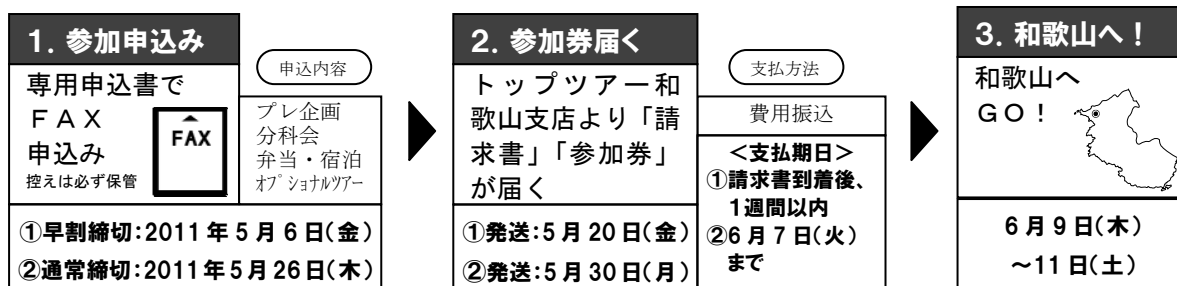 1．参加申込み
専用申込書で
ＦＡＸ
申込み
控えは必ず保管
FAX
申込内容
プレ企画
分科会
弁当・宿泊
ｵﾌﾟｼｮﾅﾙﾂｱｰ
①早割締切：2011年5月6日（金）
②通常締切：2011年5月26日（木）
2．参加券届く
トップツアー和
歌山支店より「請
求書」「参加券」
が届く
支払方法
費用振込
＜支払期日＞
①請求書到着後、
1週間以内
②6月7日（火）
まで
①発送：5月20日（金）
②発送：5月30日（月）
3．和歌山へ！
和歌山へ
ＧＯ！
6月9日（木）
～11日（土）